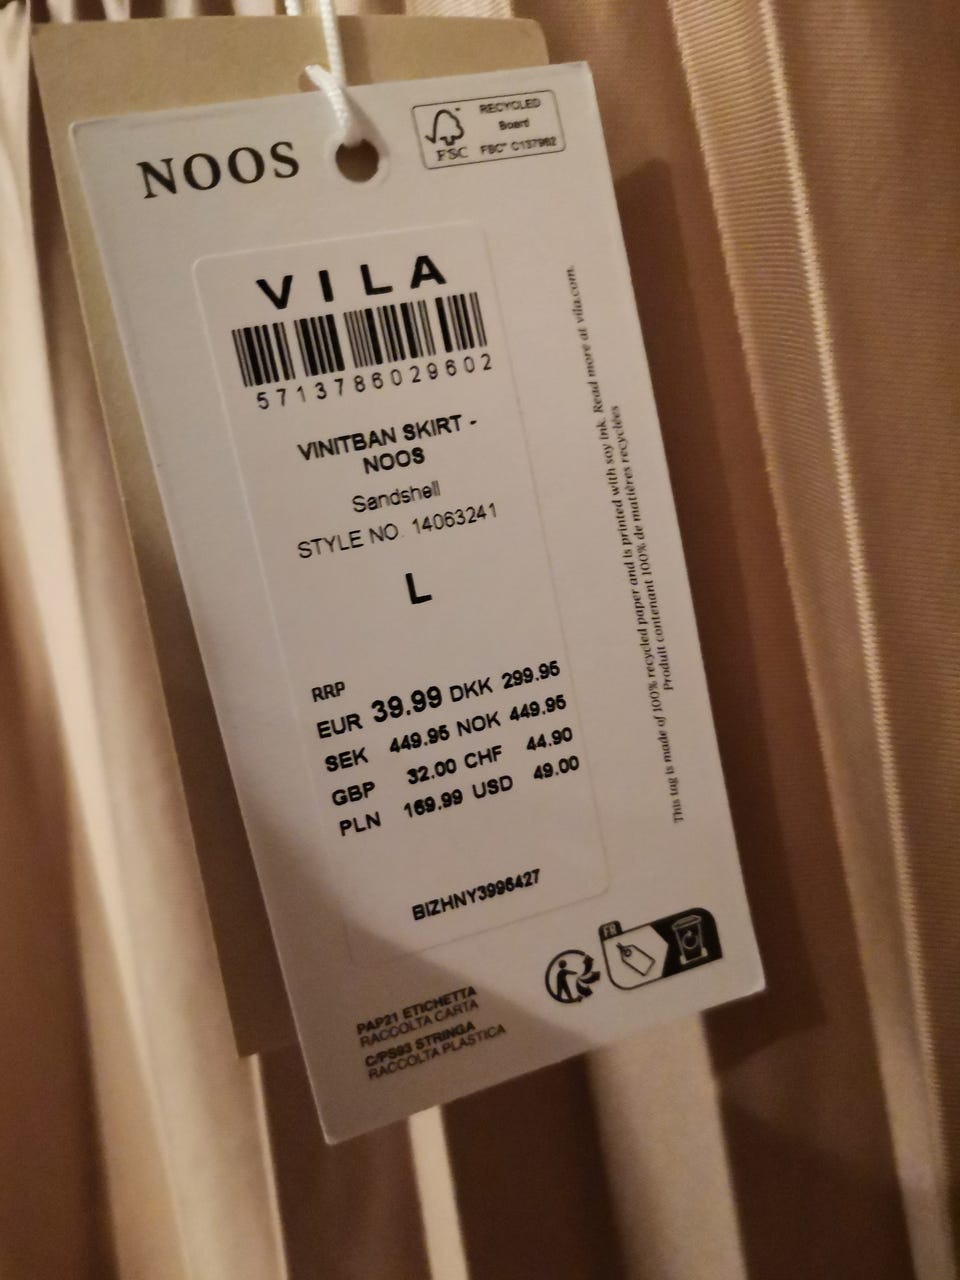 NOOS
FSC
RECYCLED
Board
FSC® C137982
VILA
5713786029602
VINITBAN SKIRT -
NOOS
Sandshell
STYLE NO. 14063241
L
RRP
EUR 39.99 DKK 299.95
SEK 449.95 NOK 449.95
GBP 32.00 CHF 44.90
PLN 169.99 USD 49.00
BIZHNY3996427
This tag is made of 100% recycled paper and is printed with soy ink. Read more at vila.com.
Produit contenant 100% de matières recyclées
FR
PAP21 ETICHETTA
RACCOLTA CARTA
C/PS93 STRINGA
RACCOLTA PLASTICA